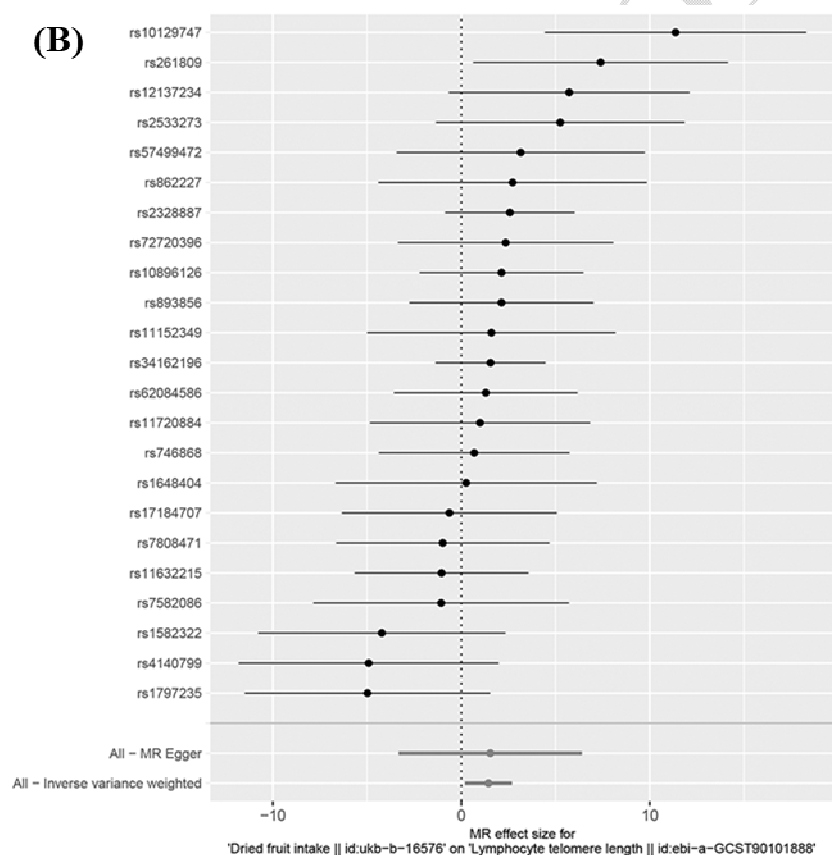 (B)
rs10129747
rs261809
rs12137234
rs2533273
rs57499472
rs862227
rs2328887
rs72720396
rs10896126
rs893856
rs11152349
rs34162196
rs62084586
rs11720884
rs746868
rs1648404
rs17184707
rs7808471
rs11632215
rs7582086
rs1582322
rs4140799
rs1797235
All − MR Egger
All − Inverse variance weighted
−10 0 10
MR effect size for
'Dried fruit intake || id:ukb-b-16576' on 'Lymphocyte telomere length || id:ebi-a-GCST90101888'